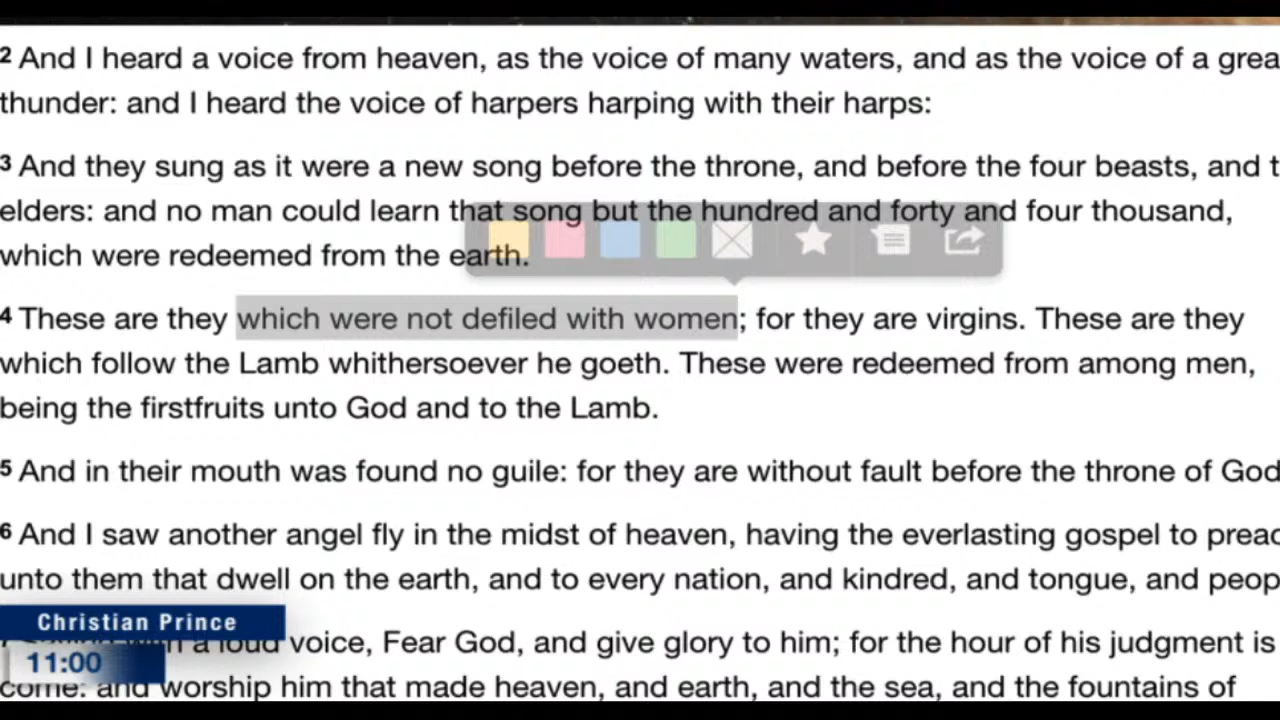 2 And I heard a voice from heaven, as the voice of many waters, and as the voice of a grea
thunder: and I heard the voice of harpers harping with their harps:
3 And they sung as it were a new song before the throne, and before the four beasts, and t
elders: and no man could learn that song but the hundred and forty and four thousand,
which were redeemed from the earth.
4 These are they which were not defiled with women; for they are virgins. These are they
which follow the Lamb whithersoever he goeth. These were redeemed from among men,
being the firstfruits unto God and to the Lamb.
5 And in their mouth was found no guile: for they are without fault before the throne of God
6 And I saw another angel fly in the midst of heaven, having the everlasting gospel to preac
unto them that dwell on the earth, and to every nation, and kindred, and tongue, and peop
Christian Prince
a loud voice, Fear God, and give glory to him; for the hour of his judgment is
11:00
come: and worship him that made heaven, and earth, and the sea, and the fountains of